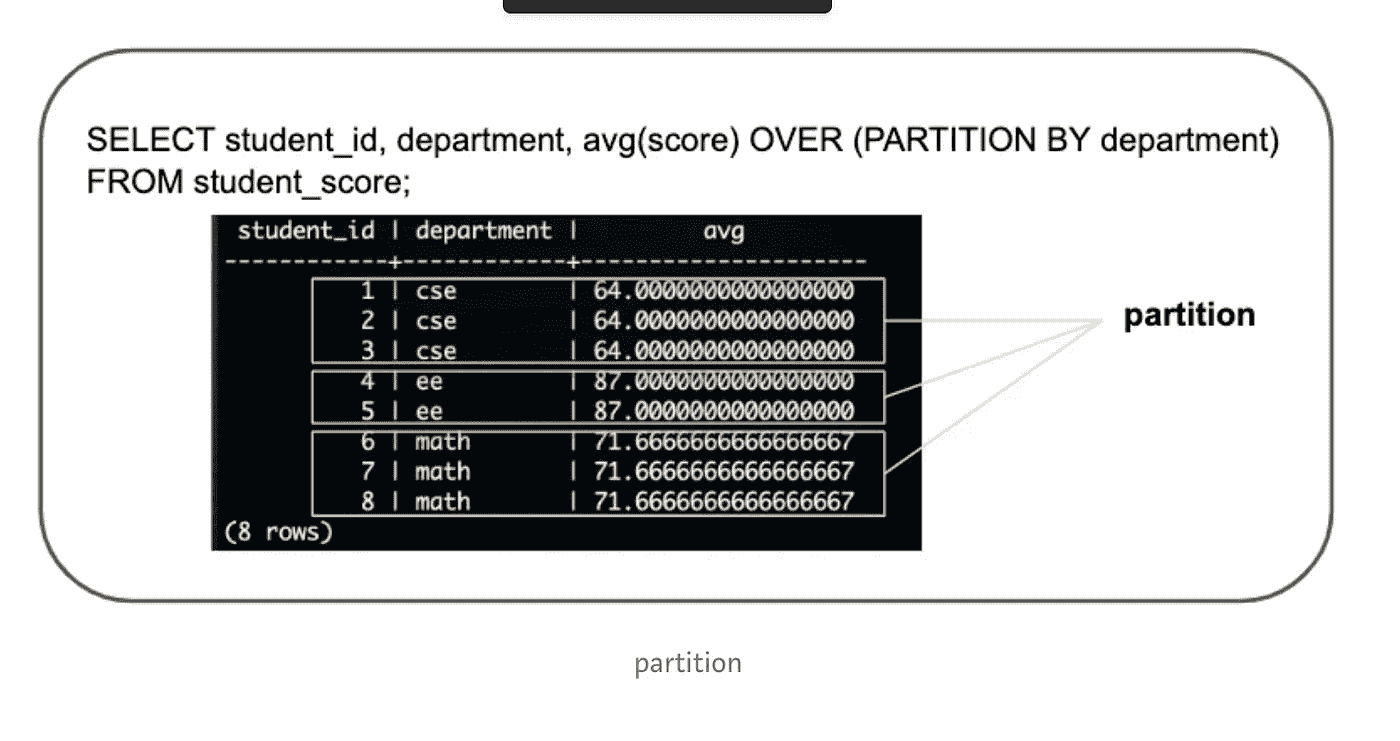 SELECT student_id, department, avg(score) OVER (PARTITION BY department)
FROM student_score;
student_id | department | avg
------------+------------+---------------------
1 | cse | 64.0000000000000000
2 | cse | 64.0000000000000000
3 | cse | 64.0000000000000000
4 | ee | 87.0000000000000000
5 | ee | 87.0000000000000000
6 | math | 71.6666666666666667
7 | math | 71.6666666666666667
8 | math | 71.6666666666666667
(8 rows)
partition
partition